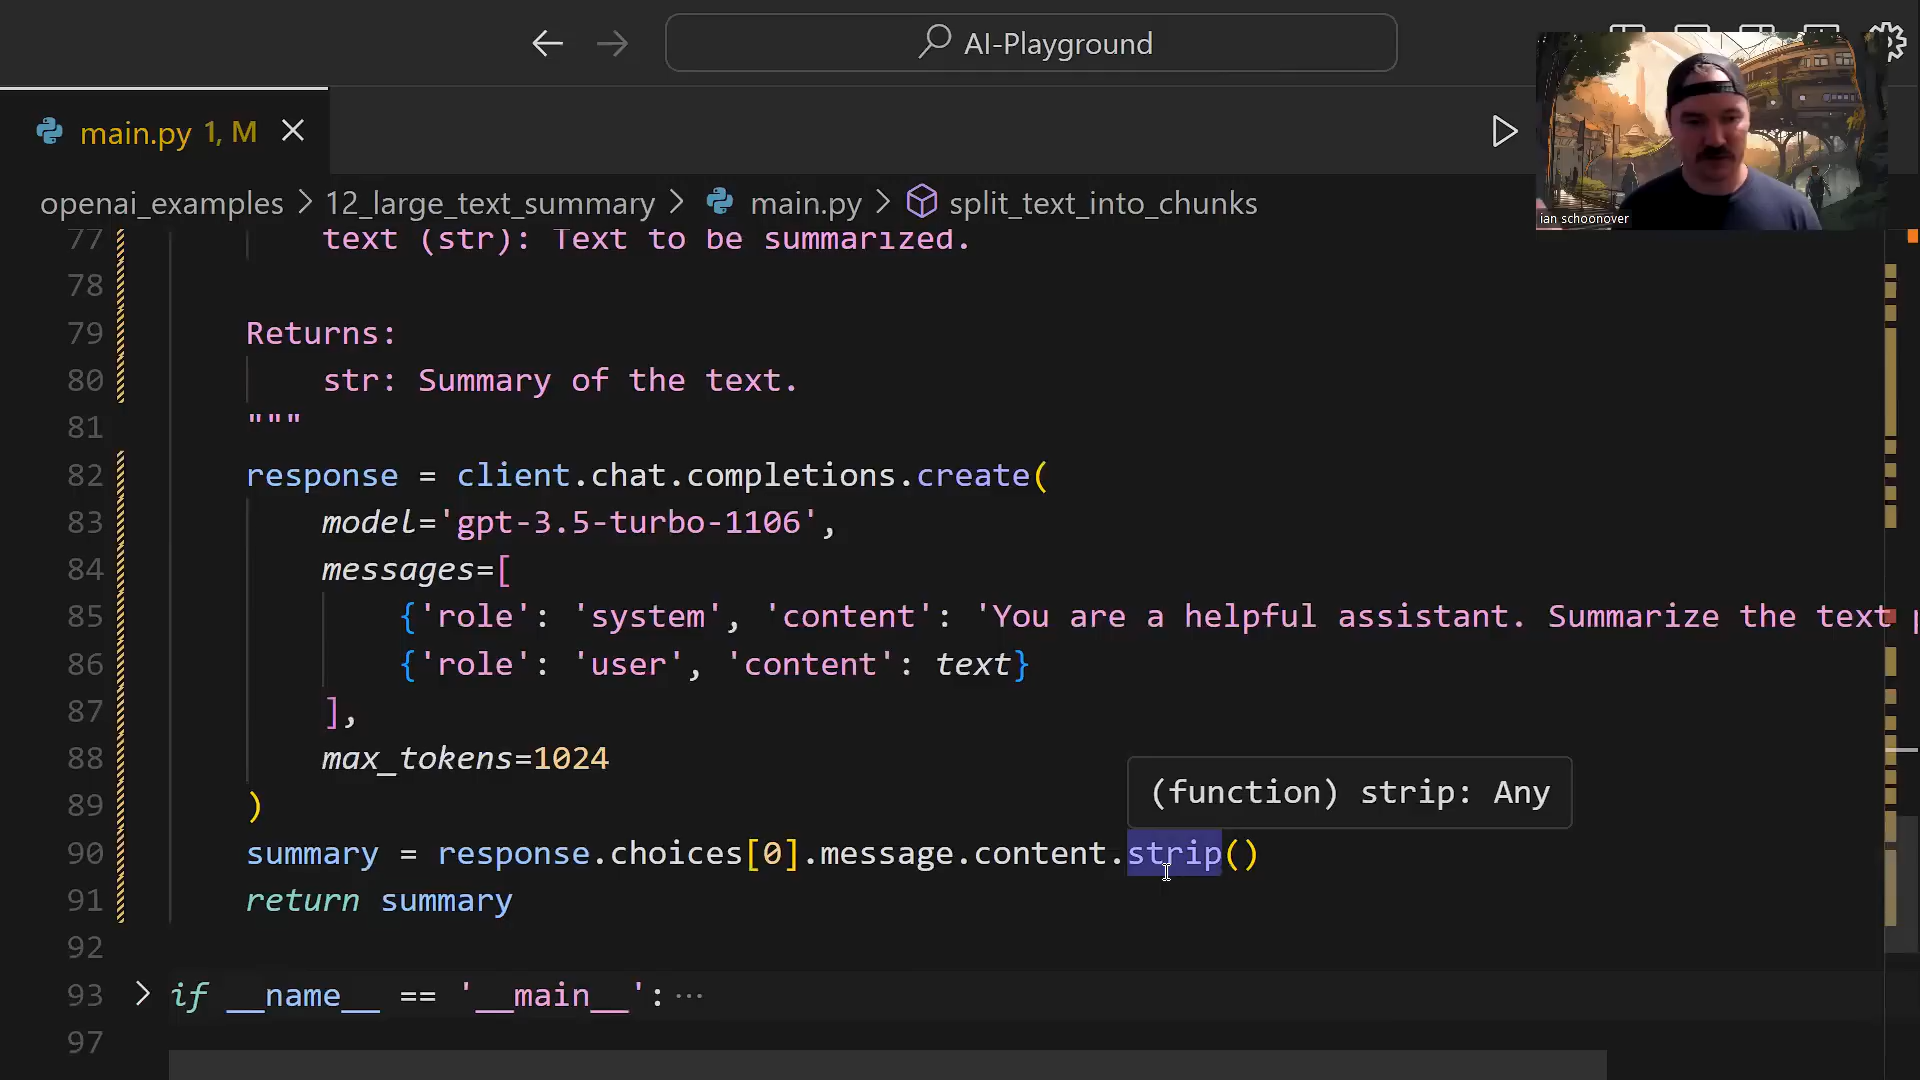 AI-Playground
main.py 1, M
ian schoonover
openai_examples > 12_large_text_summary > main.py > split_text_into_chunks
77 text (str): Text to be summarized.
78
79 Returns:
80 str: Summary of the text.
81 """
82 response = client.chat.completions.create(
83 model='gpt-3.5-turbo-1106',
84 messages=[
85 {'role': 'system', 'content': 'You are a helpful assistant. Summarize the text
86 {'role': 'user', 'content': text}
87 ],
88 max_tokens=1024
(function) strip: Any
89 )
90 summary = response.choices[0].message.content.strip()
91 return summary
92
93 if __name__ == '__main__':
97